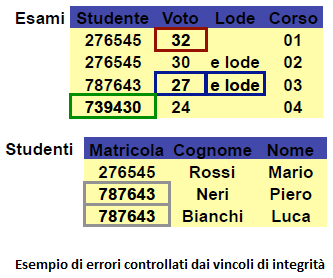 Esami Studente Voto Lode Corso
276545 32 01
276545 30 e lode 02
787643 27 e lode 03
739430 24 04
Studenti Matricola Cognome Nome
276545 Rossi Mario
787643 Neri Piero
787643 Bianchi Luca
Esempio di errori controllati dai vincoli di integrità